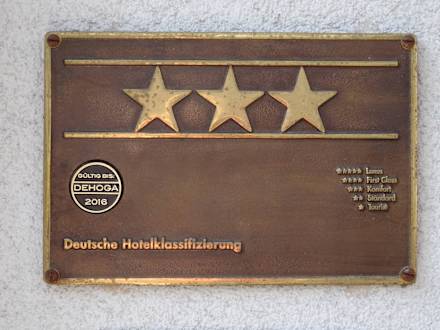 GÜLTIG BIS:
DEHOGA
2016
***** Luxus
**** First Class
*** Komfort
** Standard
* Tourist
Deutsche Hotelklassifizierung